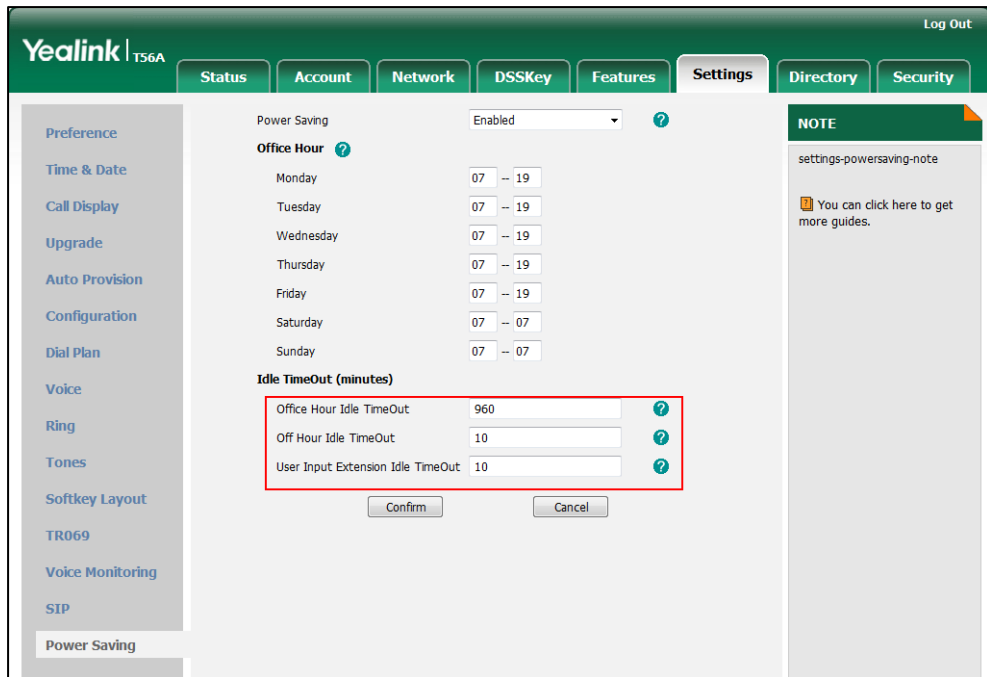 Log Out
Yealink | T56A
Status Account Network DSSKey Features Settings Directory Security
Preference
Time & Date
Call Display
Upgrade
Auto Provision
Configuration
Dial Plan
Voice
Ring
Tones
Softkey Layout
TR069
Voice Monitoring
SIP
Power Saving
Power Saving Enabled ?
Office Hour ?
Monday 07 -- 19
Tuesday 07 -- 19
Wednesday 07 -- 19
Thursday 07 -- 19
Friday 07 -- 19
Saturday 07 -- 07
Sunday 07 -- 07
Idle TimeOut (minutes)
Office Hour Idle TimeOut 960 ?
Off Hour Idle TimeOut 10 ?
User Input Extension Idle TimeOut 10 ?
Confirm Cancel
NOTE
settings-powersaving-note
? You can click here to get
more guides.